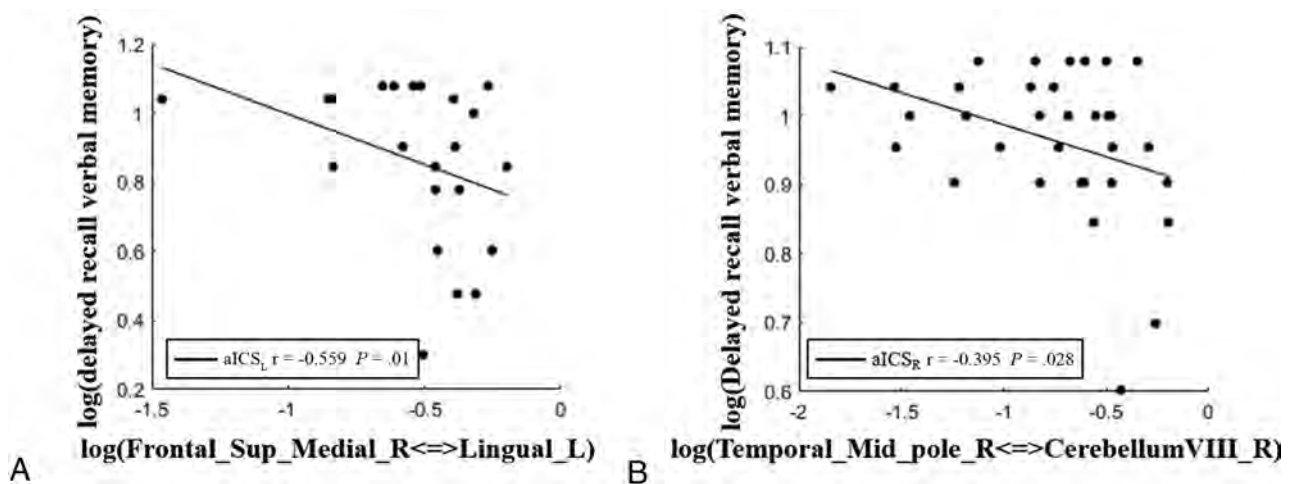 log(delayed recall verbal memory)
1.2
1
0.8
0.6
0.4
0.2
aICS_L r = -0.559 P = .01
-1.5
-1
-0.5
0
log(Frontal_Sup_Medial_R<=>Lingual_L)
A
log(Delayed recall verbal memory)
1.1
1
0.9
0.8
0.7
0.6
aICS_R r = -0.395 P = .028
-2
-1.5
-1
-0.5
0
log(Temporal_Mid_pole_R<=>CerebellumVIII_R)
B